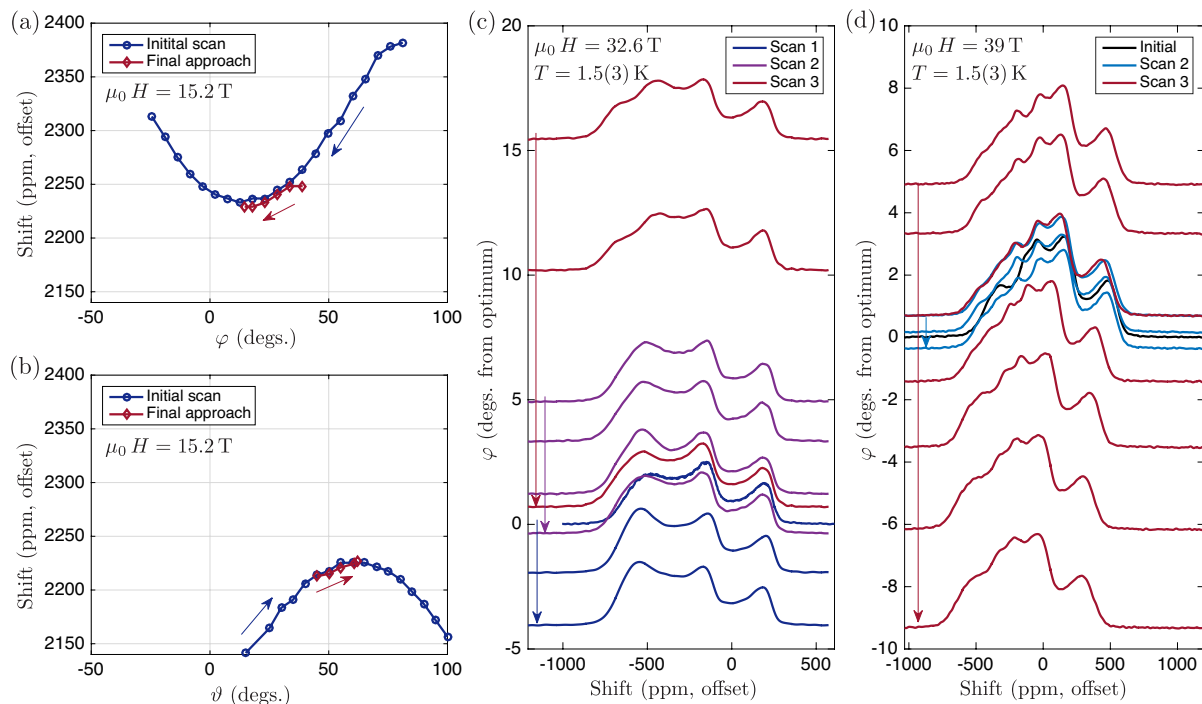 (a)
2400
2350
2300
2250
2200
2150
Shift (ppm, offset)
Initital scan
Final approach
μ₀ H = 15.2 T
-50
0
50
100
φ (degs.)
(b)
2400
2350
2300
2250
2200
2150
Shift (ppm, offset)
Initial scan
Final approach
μ₀ H = 15.2 T
-50
0
50
100
ϑ (degs.)
(c)
20
15
10
5
0
-5
φ (degs. from optimum)
μ₀ H = 32.6 T
T = 1.5(3) K
Scan 1
Scan 2
Scan 3
-1000
-500
0
500
Shift (ppm, offset)
(d)
10
8
6
4
2
0
-2
-4
-6
-8
-10
φ (degs. from optimum)
μ₀ H = 39 T
T = 1.5(3) K
Initial
Scan 2
Scan 3
-1000
-500
0
500
1000
Shift (ppm, offset)